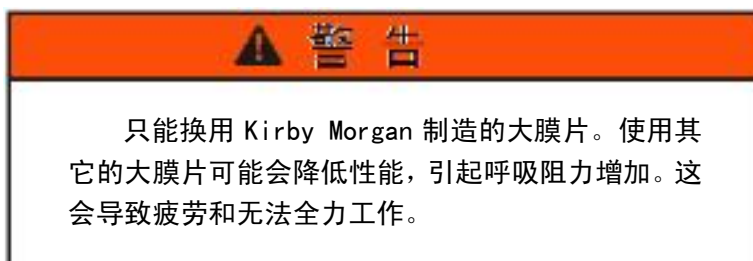 警 告
只能换用 Kirby Morgan 制造的大膜片。使用其
它的大膜片可能会降低性能，引起呼吸阻力增加。这
会导致疲劳和无法全力工作。